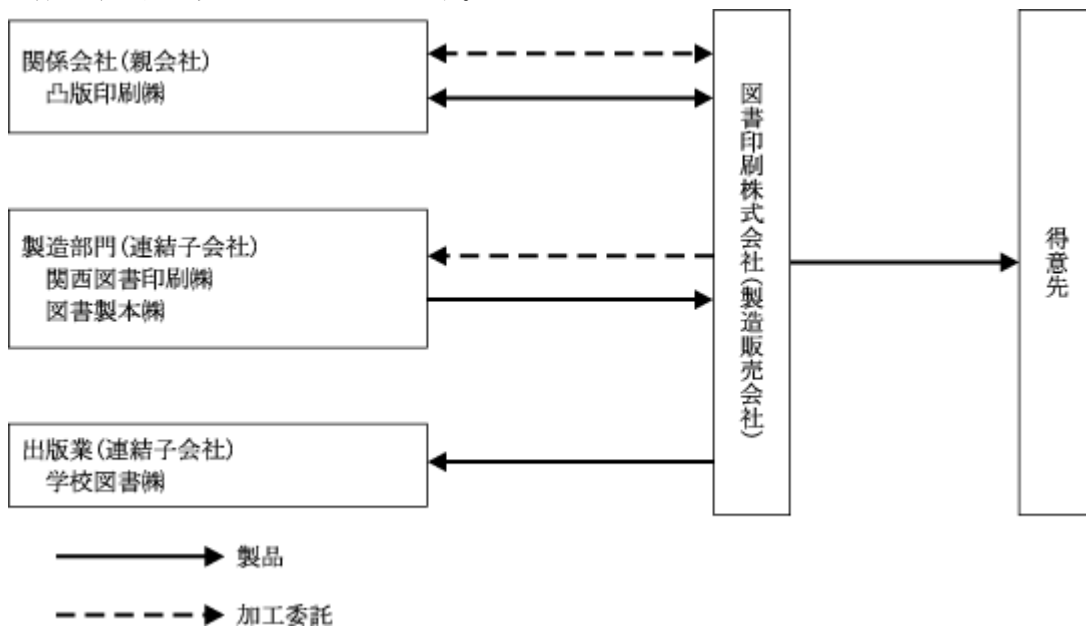 関係会社(親会社)
凸版印刷㈱
製造部門(連結子会社)
関西図書印刷㈱
図書製本㈱
出版業(連結子会社)
学校図書㈱
図書印刷株式会社(製造販売会社)
得意先
製品
加工委託